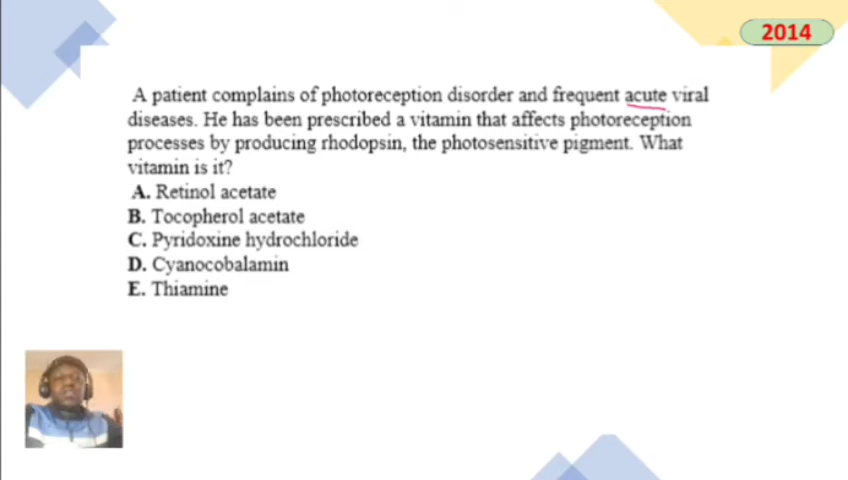 2014
A patient complains of photoreception disorder and frequent acute viral
diseases. He has been prescribed a vitamin that affects photoreception
processes by producing rhodopsin, the photosensitive pigment. What
vitamin is it?
A. Retinol acetate
B. Tocopherol acetate
C. Pyridoxine hydrochloride
D. Cyanocobalamin
E. Thiamine